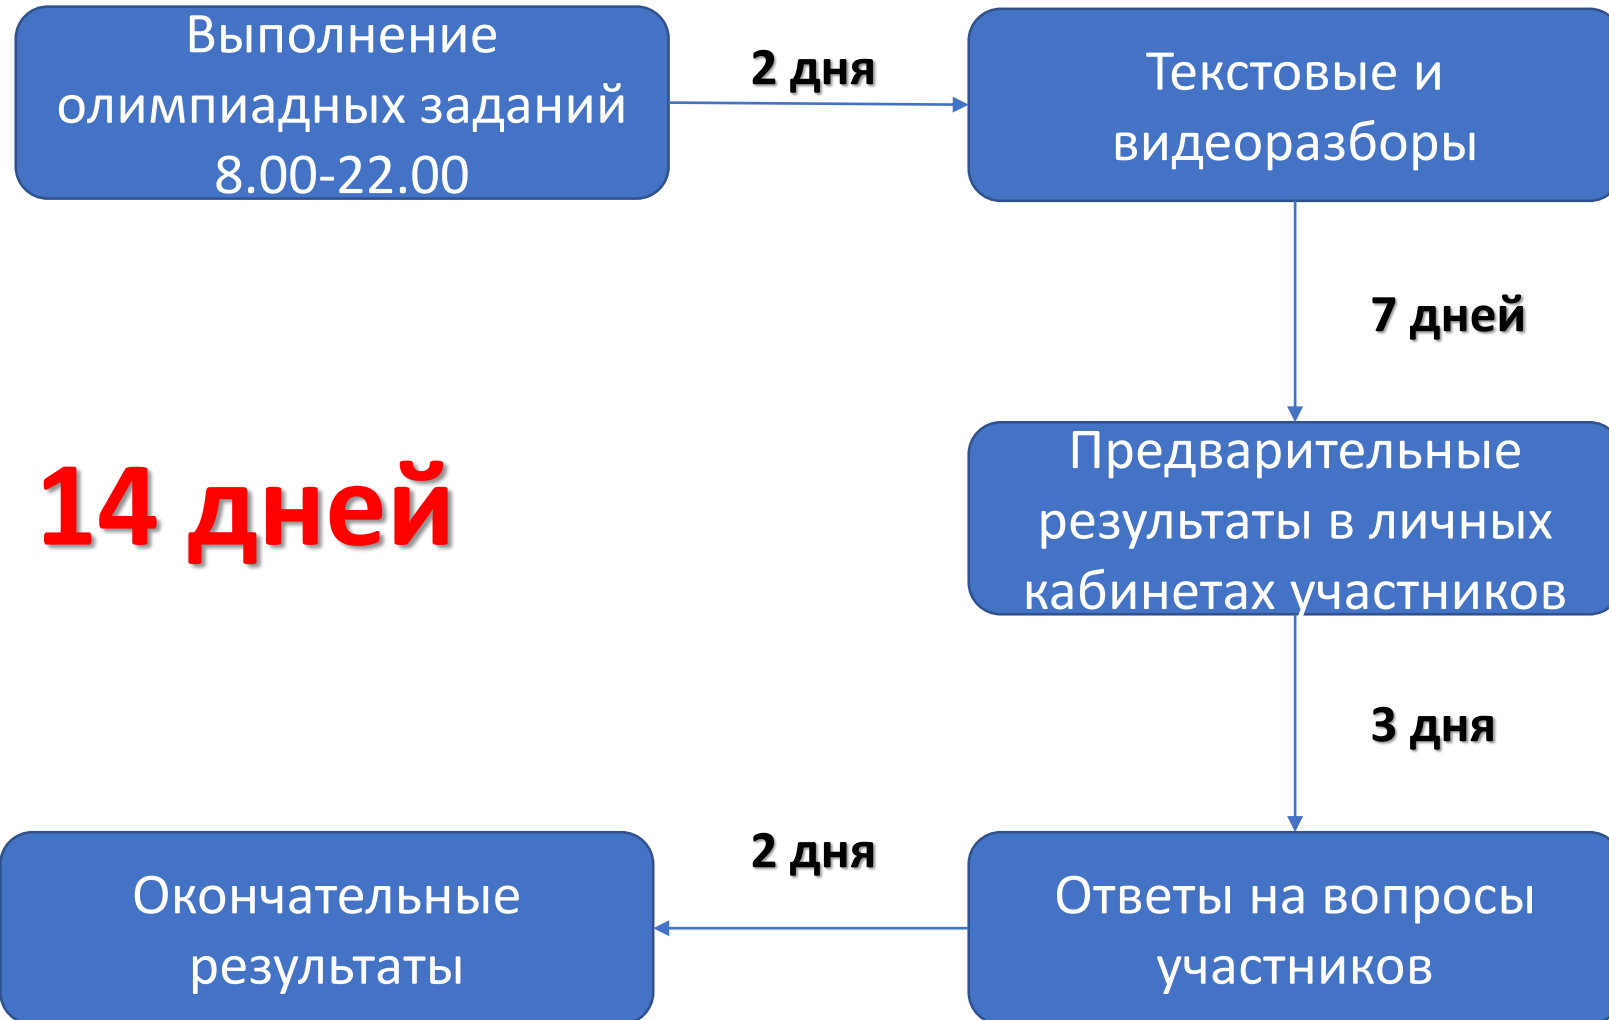 Выполнение
олимпиадных заданий
8.00-22.00
2 дня
Текстовые и
видеоразборы
7 дней
14 дней
Предварительные
результаты в личных
кабинетах участников
3 дня
Ответы на вопросы
участников
2 дня
Окончательные
результаты